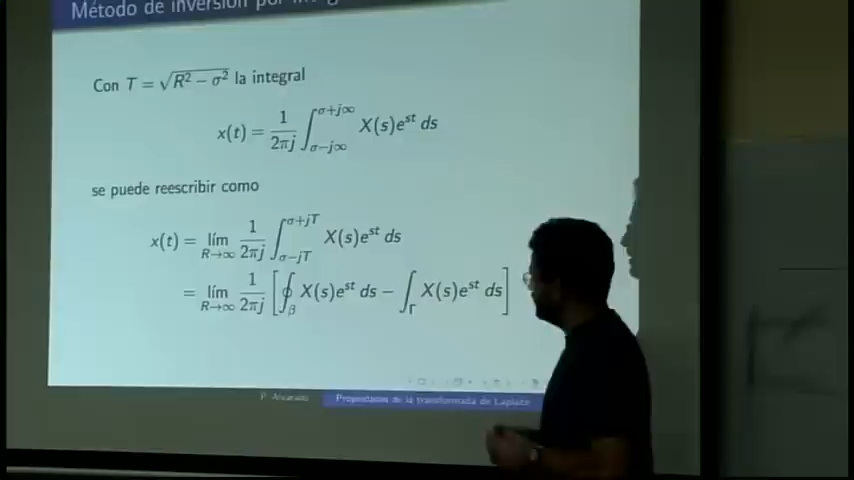 Método de inversión por
Con T = √(R² − σ²) la integral
x(t) = 1/2πj ∫_{σ−j∞}^{σ+j∞} X(s)e^{st} ds
se puede reescribir como
x(t) = lím_{R→∞} 1/2πj ∫_{σ−jT}^{σ+jT} X(s)e^{st} ds
= lím_{R→∞} 1/2πj [∮_β X(s)e^{st} ds − ∫_Γ X(s)e^{st} ds]
P. Alvarado Propiedades de la transformada de Laplace